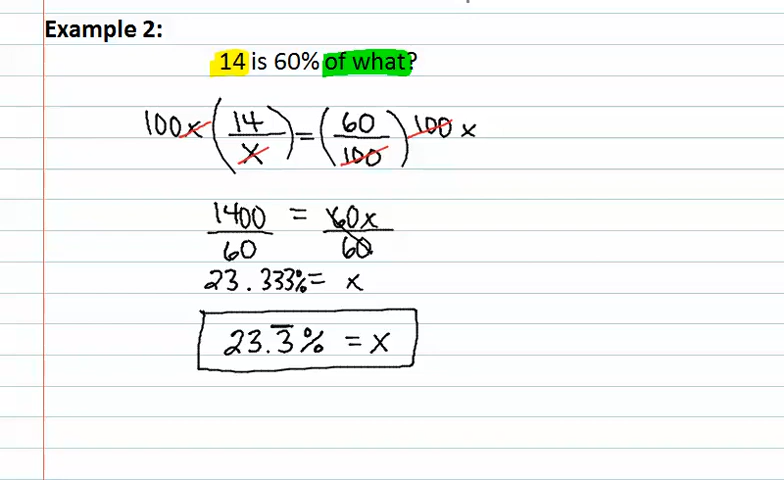 Example 2:
14 is 60% of what?
100x (14/x) = (60/100) 100x
1400/60 = 60x/60
23.333% = x
23.3̅% = x